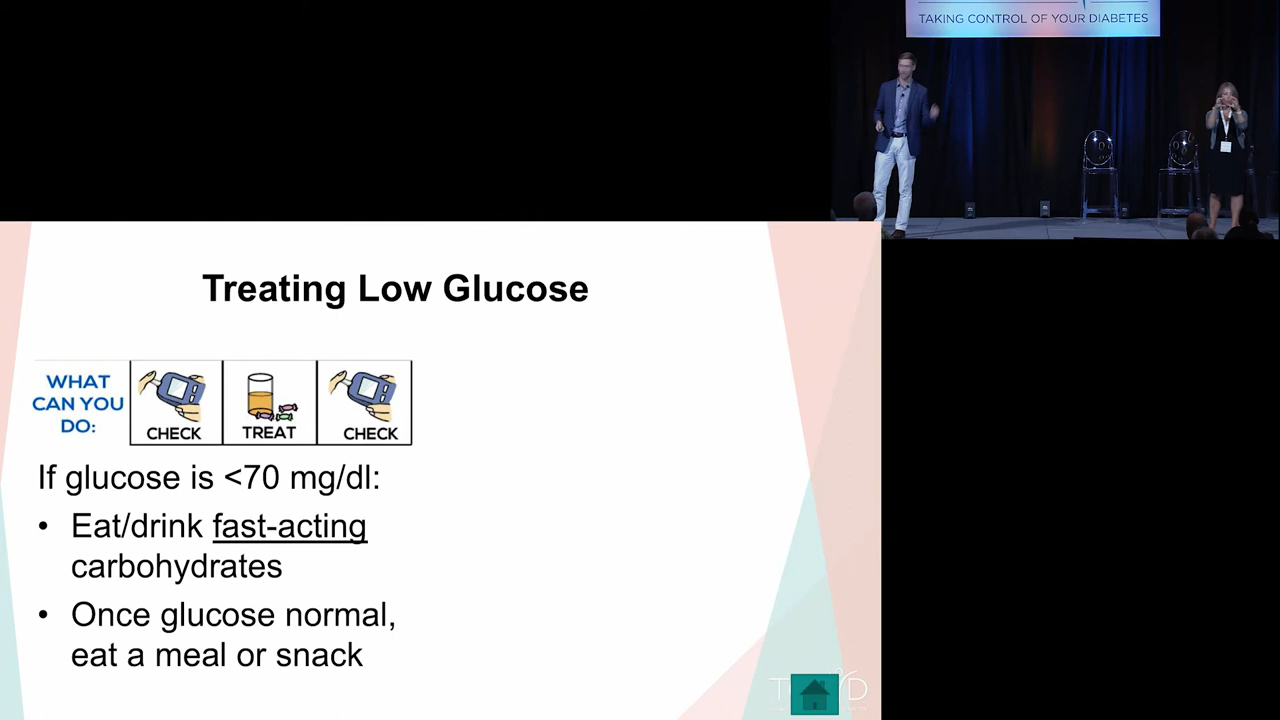 TAKING CONTROL OF YOUR DIABETES
Treating Low Glucose
WHAT
CAN YOU
DO:
CHECK
TREAT
CHECK
If glucose is <70 mg/dl:
• Eat/drink fast-acting
carbohydrates
• Once glucose normal,
eat a meal or snack